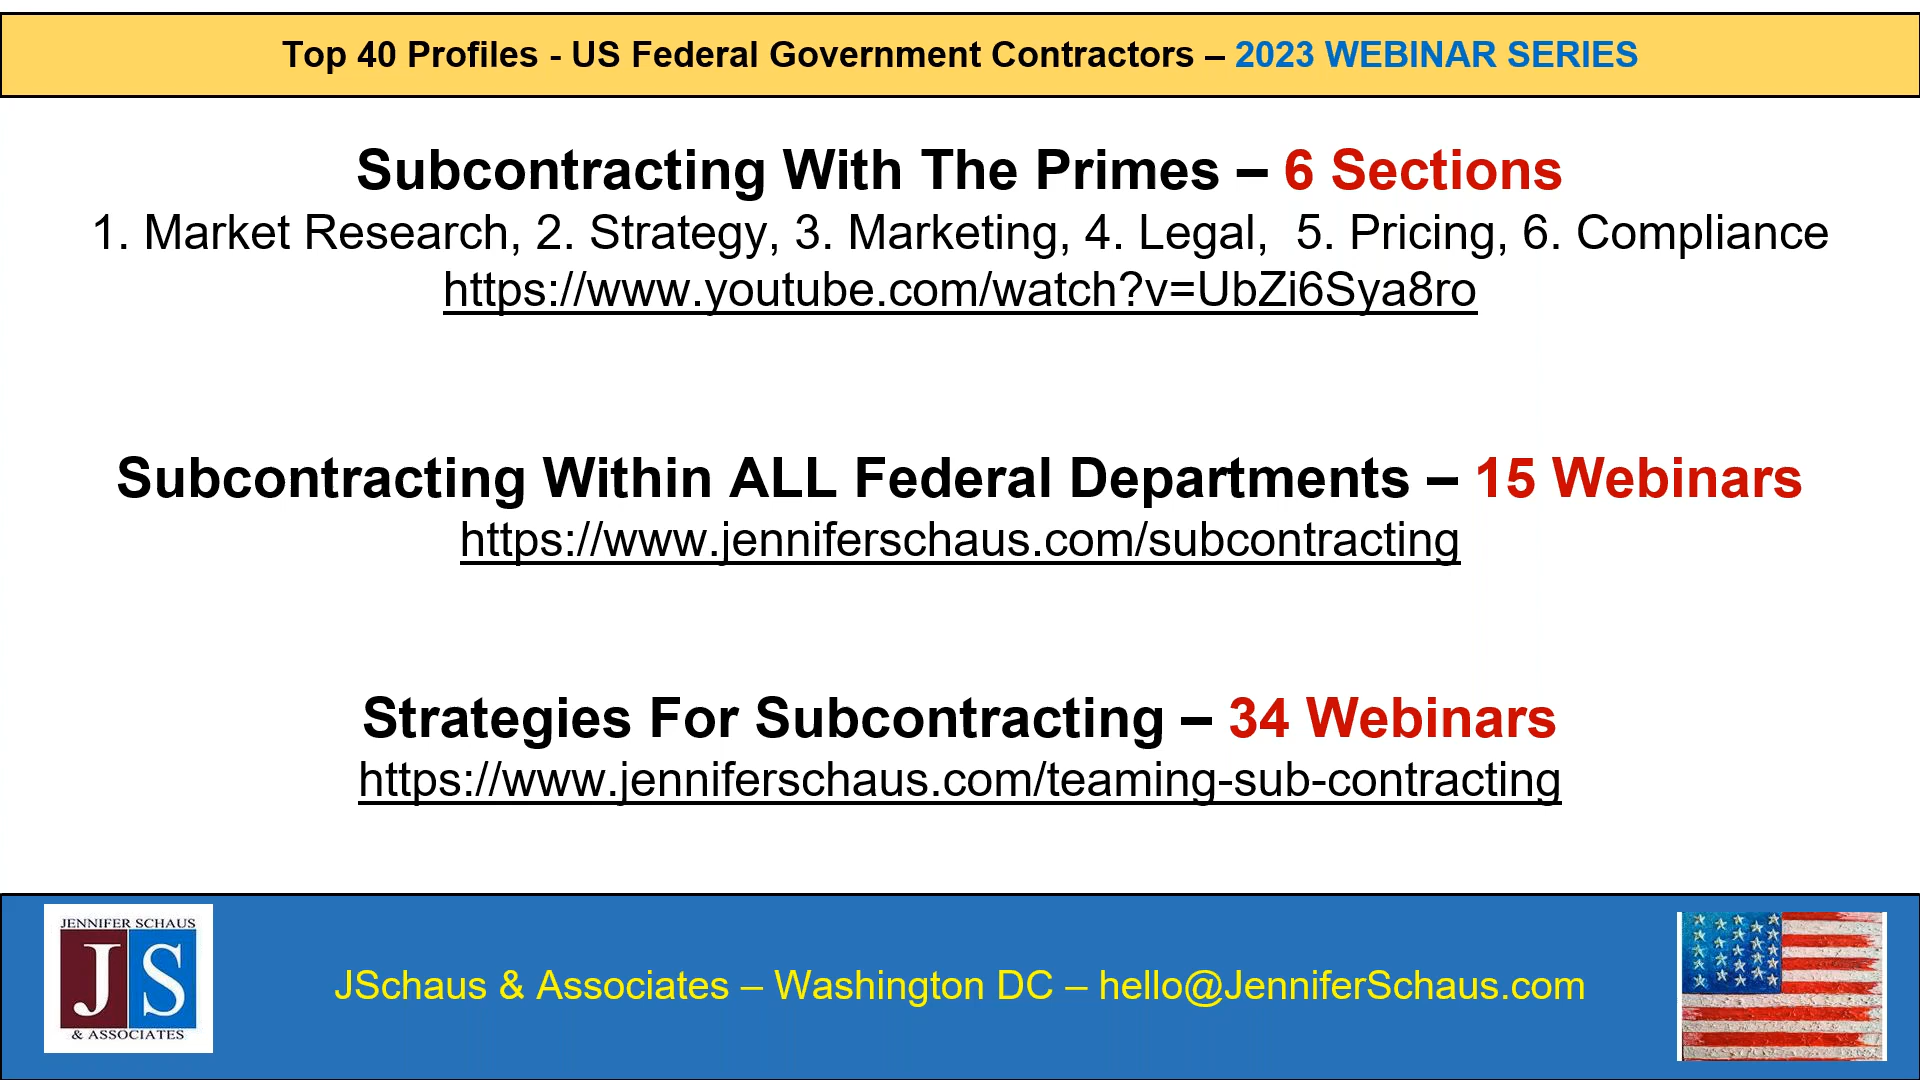 Top 40 Profiles - US Federal Government Contractors – 2023 WEBINAR SERIES
Subcontracting With The Primes – 6 Sections
1. Market Research, 2. Strategy, 3. Marketing, 4. Legal,  5. Pricing, 6. Compliance
https://www.youtube.com/watch?v=UbZi6Sya8ro
Subcontracting Within ALL Federal Departments – 15 Webinars
https://www.jenniferschaus.com/subcontracting
Strategies For Subcontracting – 34 Webinars
https://www.jenniferschaus.com/teaming-sub-contracting
JENNIFER SCHAUS
JS
& ASSOCIATES
JSchaus & Associates – Washington DC – hello@JenniferSchaus.com